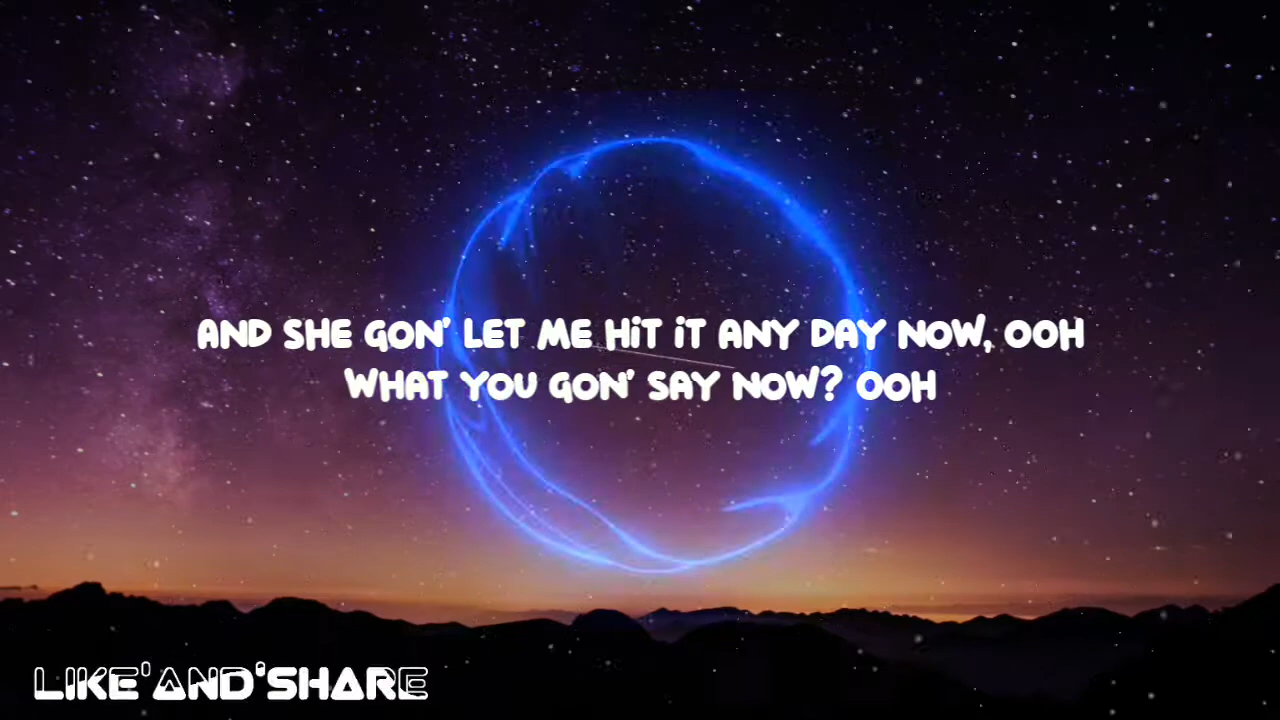 AND SHE GON' LET ME HiT iT ANY DAY NOW, OOH
WHAT YOU GON' SAY NOW? OOH
LIKE'AND'SHARE